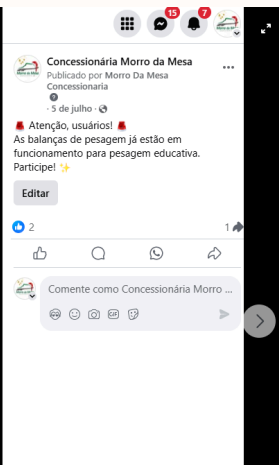 15
7
Concessionária Morro da Mesa
Publicado por Morro Da Mesa
Concessionaria
· 5 de julho ·
🚨 Atenção, usuários! 🚨
As balanças de pesagem já estão em
funcionamento para pesagem educativa.
Participe! ✨
Editar
2
1
Comente como Concessionária Morro ...
GIF